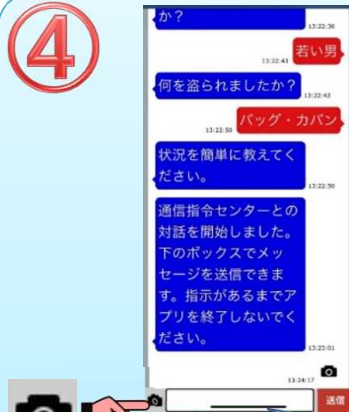 ④
か？
13:22:36
若い男
13:22:43
何を盗られましたか？
13:22:43
バッグ・カバン
13:22:50
状況を簡単に教えてく
ださい。
13:22:50
通信指令センターとの
対話を開始しました。
下のボックスでメッ
セージを送信できま
す。指示があるまでア
プリを終了しないでく
ださい。
13:23:01
13:24:17
送信